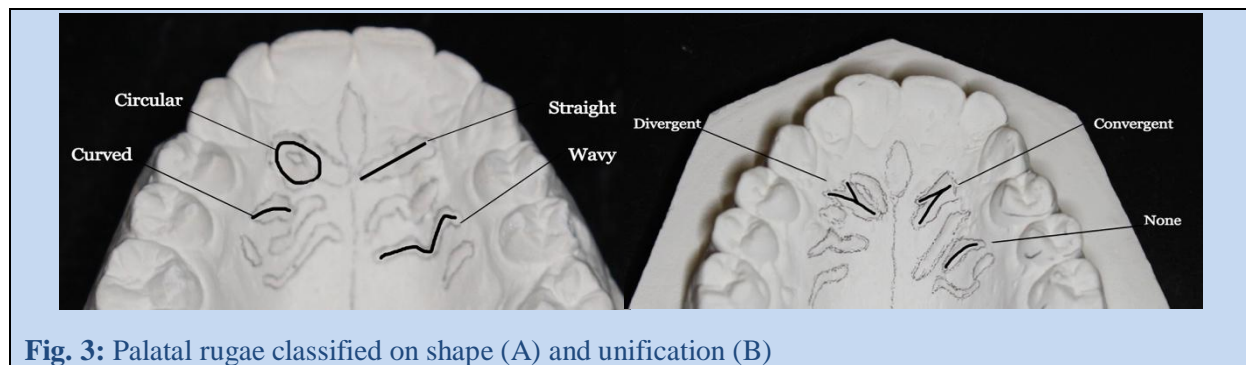 Circular
Straight
Curved
Wavy
Divergent
Convergent
None
Fig. 3: Palatal rugae classified on shape (A) and unification (B)